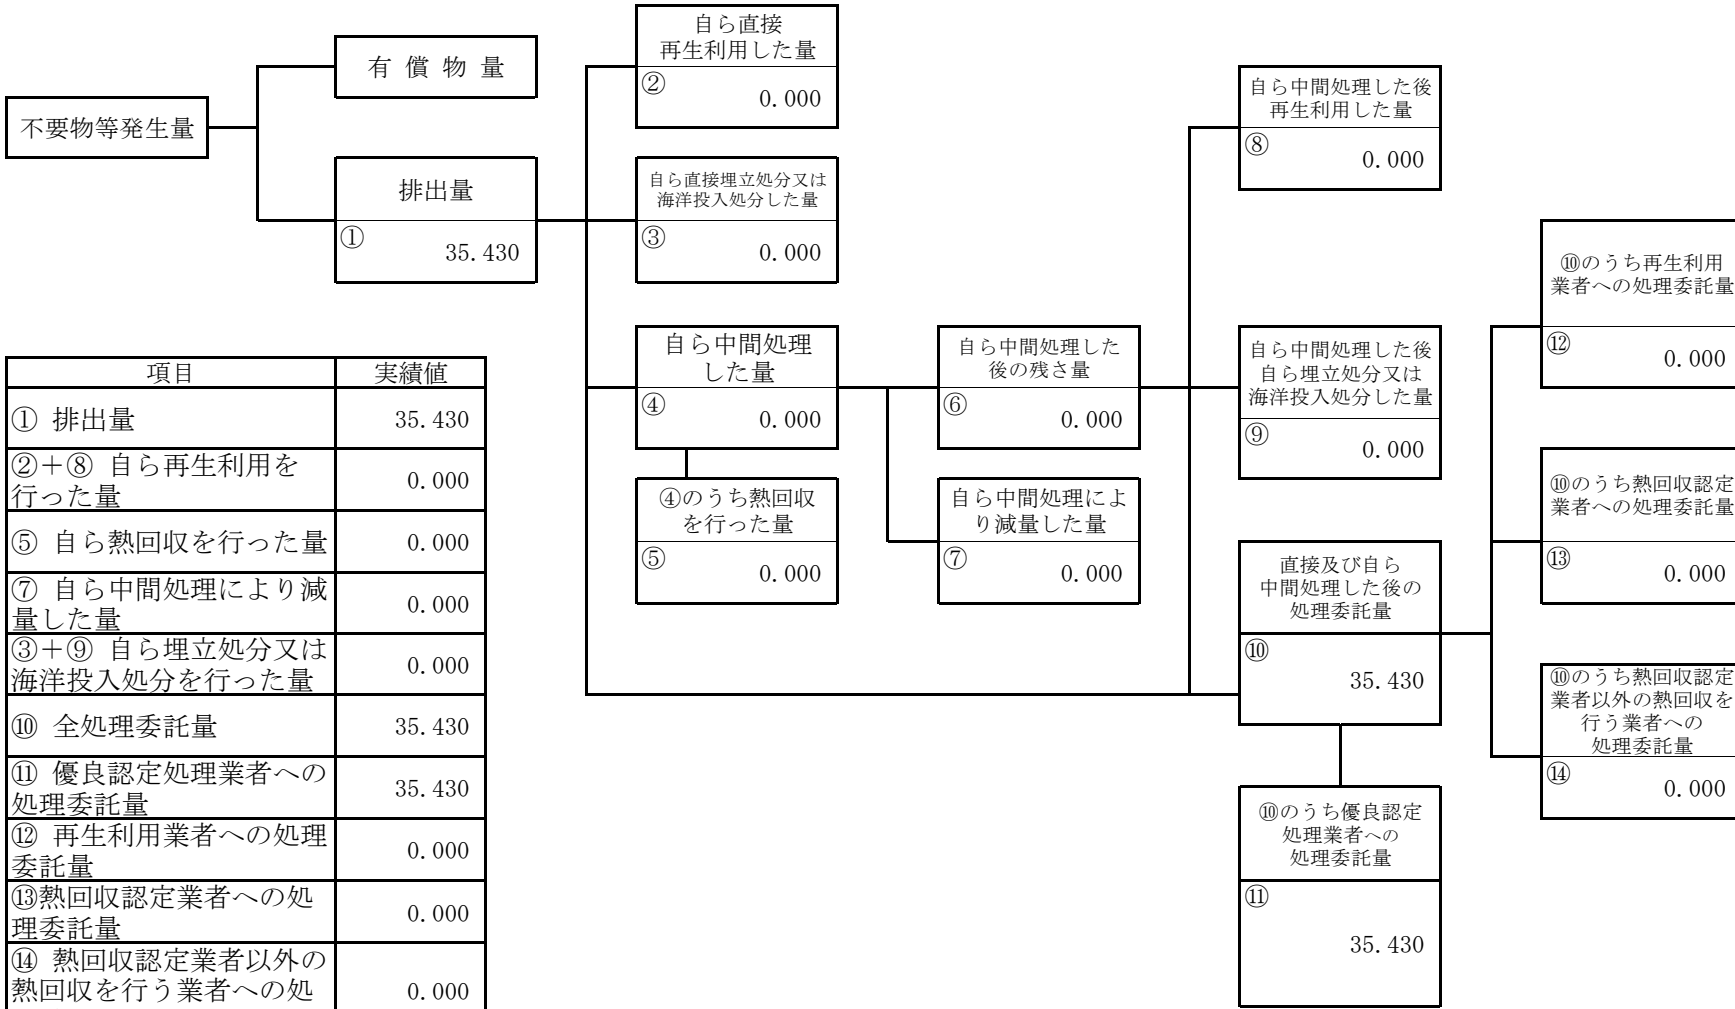 不要物等発生量
有 償 物 量
排出量
①
35.430
自ら直接
再生利用した量
②
0.000
自ら直接埋立処分又は
海洋投入処分した量
③
0.000
自ら中間処理
した量
④
0.000
④のうち熱回収
を行った量
⑤
0.000
自ら中間処理した
後の残さ量
⑥
0.000
自ら中間処理によ
り減量した量
⑦
0.000
自ら中間処理した後
再生利用した量
⑧
0.000
自ら中間処理した後
自ら埋立処分又は
海洋投入処分した量
⑨
0.000
直接及び自ら
中間処理した後の
処理委託量
⑩
35.430
⑩のうち優良認定
処理業者への
処理委託量
⑪
35.430
⑩のうち再生利用
業者への処理委託量
⑫
0.000
⑩のうち熱回収認定
業者への処理委託量
⑬
0.000
⑩のうち熱回収認定
業者以外の熱回収を
行う業者への
処理委託量
⑭
0.000
項目 実績値
① 排出量 35.430
②+⑧ 自ら再生利用を
行った量 0.000
⑤ 自ら熱回収を行った量 0.000
⑦ 自ら中間処理により減
量した量 0.000
③+⑨ 自ら埋立処分又は
海洋投入処分を行った量 0.000
⑩ 全処理委託量 35.430
⑪ 優良認定処理業者への
処理委託量 35.430
⑫ 再生利用業者への処理
委託量 0.000
⑬熱回収認定業者への処
理委託量 0.000
⑭ 熱回収認定業者以外の
熱回収を行う業者への処 0.000